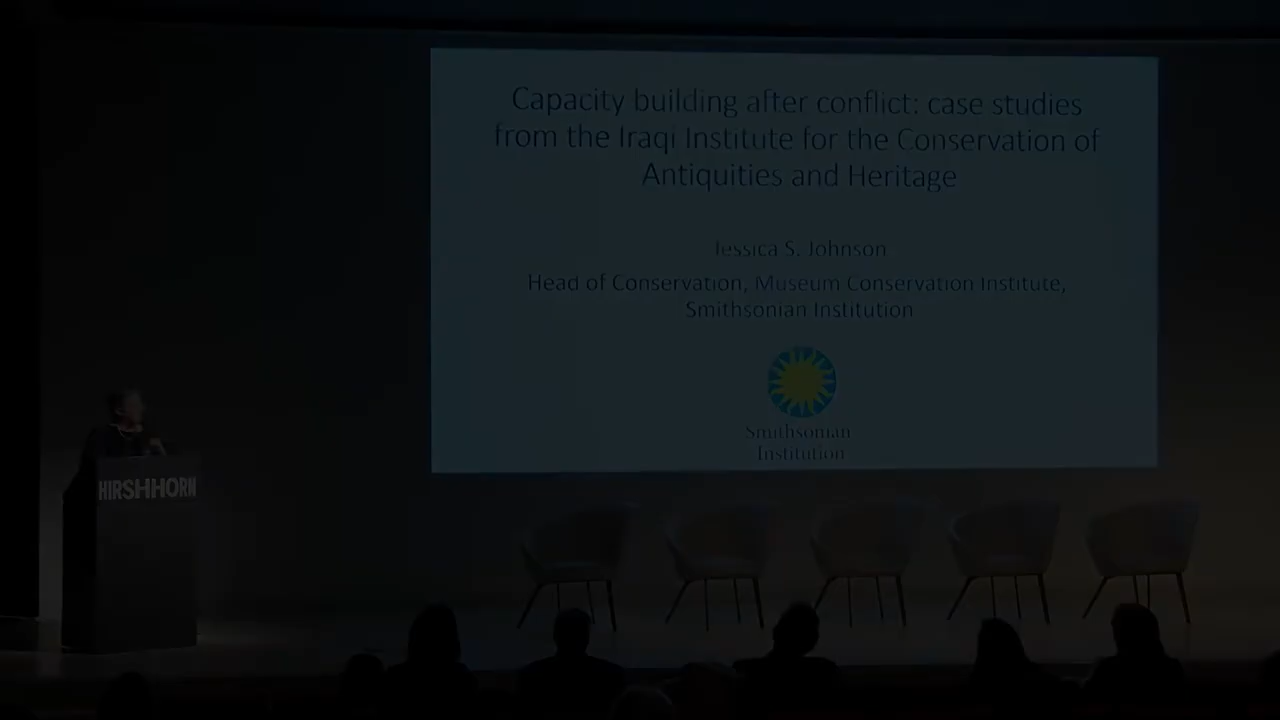 Capacity building after conflict: case studies
from the Iraqi Institute for the Conservation of
Antiquities and Heritage
Jessica S. Johnson
Head of Conservation, Museum Conservation Institute,
Smithsonian Institution
Smithsonian
Institution
HIRSHHORN